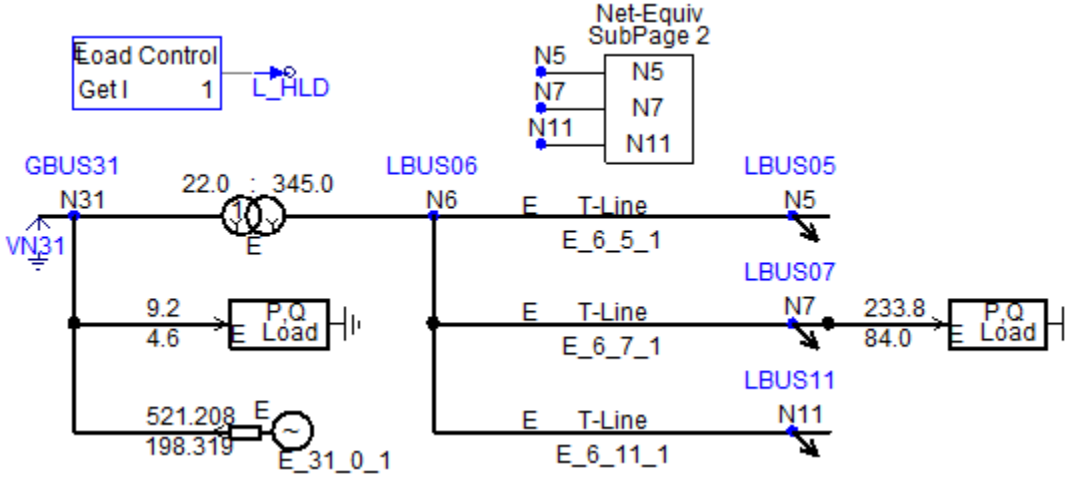 Net-Equiv
SubPage 2
E
Load Control
Get I 1
L_HLD
N5 N5
N7 N7
N11 N11
GBUS31 LBUS06 LBUS05
22.0 : 345.0
N31 N6 E T-Line N5
1
Y Y
VN31 E E_6_5_1
LBUS07
9.2 P,Q E T-Line N7 233.8 P,Q
4.6 E Load E_6_7_1 84.0 E Load
LBUS11
521.208 E E T-Line N11
198.319 ~
E_31_0_1 E_6_11_1